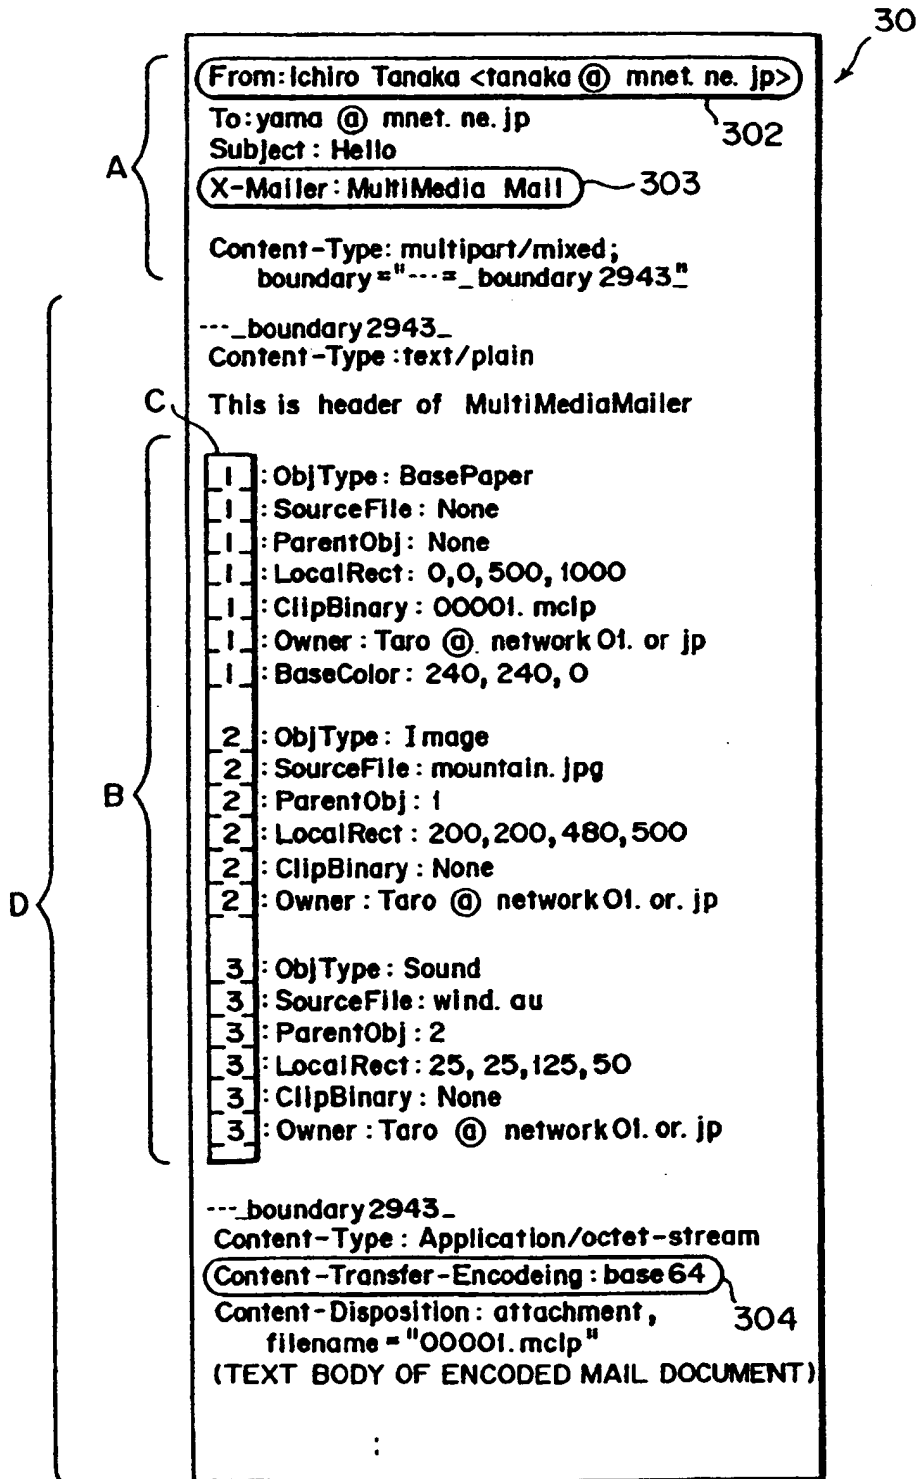 30
From: Ichiro Tanaka <tanaka @ mnet. ne. jp>
302
To: yama @ mnet. ne. jp
Subject: Hello
A
X-Mailer: MultiMedia Mail
303
Content-Type: multipart/mixed;
boundary="---=_boundary 2943_"
---_boundary 2943_
Content-Type: text/plain
C
This is header of MultiMediaMailer
1 : ObjType: BasePaper
1 : SourceFile: None
1 : ParentObj: None
1 : LocalRect: 0,0,500,1000
1 : ClipBinary: 00001. mclp
1 : Owner: Taro @. network 01. or jp
1 : BaseColor: 240, 240, 0
2 : ObjType: Image
2 : SourceFile: mountain. jpg
B
2 : ParentObj: 1
2 : LocalRect: 200,200,480,500
2 : ClipBinary: None
D
2 : Owner: Taro @ network 01. or. jp
3 : ObjType: Sound
3 : SourceFile: wind. au
3 : ParentObj: 2
3 : LocalRect: 25, 25, 125, 50
3 : ClipBinary: None
3 : Owner: Taro @ network 01. or. jp
---_boundary 2943_
Content-Type: Application/octet-stream
Content-Transfer-Encodeing: base 64
304
Content-Disposition: attachment,
filename="00001. mclp"
(TEXT BODY OF ENCODED MAIL DOCUMENT)
: